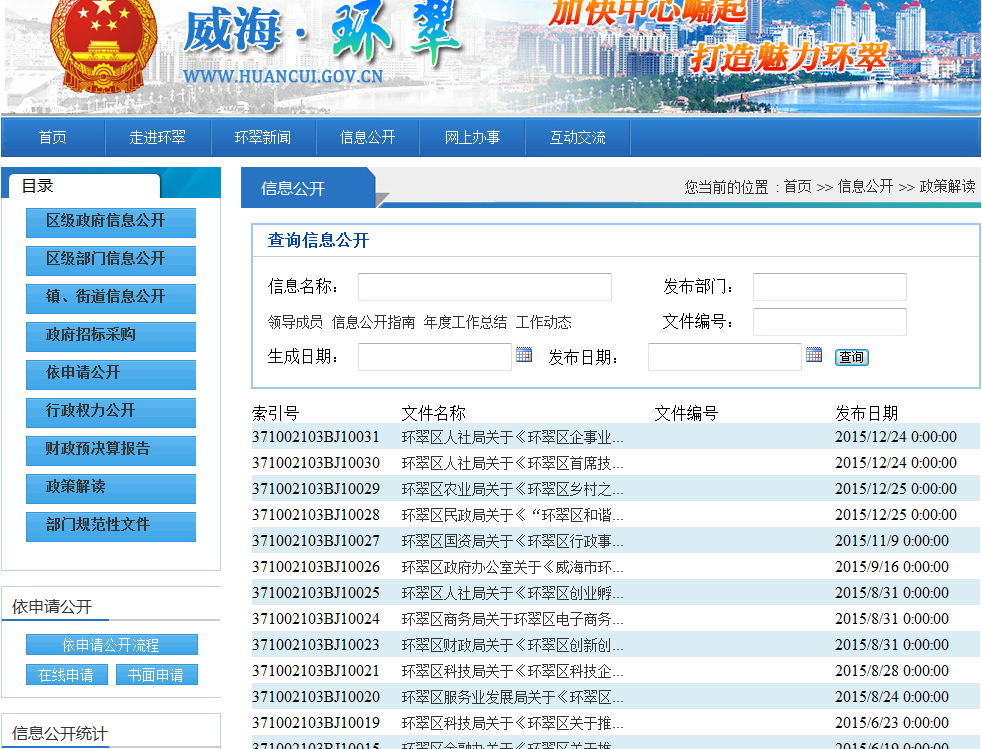 威海·环翠
WWW.HUANCUI.GOV.CN
加快中心崛起
打造魅力环翠
首页 走进环翠 环翠新闻 信息公开 网上办事 互动交流
目录
区级政府信息公开
区级部门信息公开
镇、街道信息公开
政府招标采购
依申请公开
行政权力公开
财政预决算报告
政策解读
部门规范性文件
依申请公开
依申请公开流程
在线申请 书面申请
信息公开统计
信息公开
您当前的位置 ：首页 >> 信息公开 >> 政策解读
查询信息公开
信息名称： 发布部门：
领导成员 信息公开指南 年度工作总结 工作动态 文件编号：
生成日期： 发布日期： 查询
索引号 文件名称 文件编号 发布日期
371002103BJ10031 环翠区人社局关于《环翠区企事业... 2015/12/24 0:00:00
371002103BJ10030 环翠区人社局关于《环翠区首席技... 2015/12/24 0:00:00
371002103BJ10029 环翠区农业局关于《环翠区乡村之... 2015/12/25 0:00:00
371002103BJ10028 环翠区民政局关于《“环翠区和谐... 2015/12/25 0:00:00
371002103BJ10027 环翠区国资局关于《环翠区行政事... 2015/11/9 0:00:00
371002103BJ10026 环翠区政府办公室关于《威海市环... 2015/9/16 0:00:00
371002103BJ10025 环翠区人社局关于《环翠区创业孵... 2015/8/31 0:00:00
371002103BJ10024 环翠区商务局关于环翠区电子商务... 2015/8/31 0:00:00
371002103BJ10023 环翠区财政局关于《环翠区创新创... 2015/8/31 0:00:00
371002103BJ10021 环翠区科技局关于《环翠区科技企... 2015/8/28 0:00:00
371002103BJ10020 环翠区服务业发展局关于《环翠区... 2015/8/24 0:00:00
371002103BJ10019 环翠区科技局关于《环翠区关于推... 2015/6/23 0:00:00
371002103BJ10015 环翠区金融办关于《环翠区关于推... 2015/6/19 0:00:00